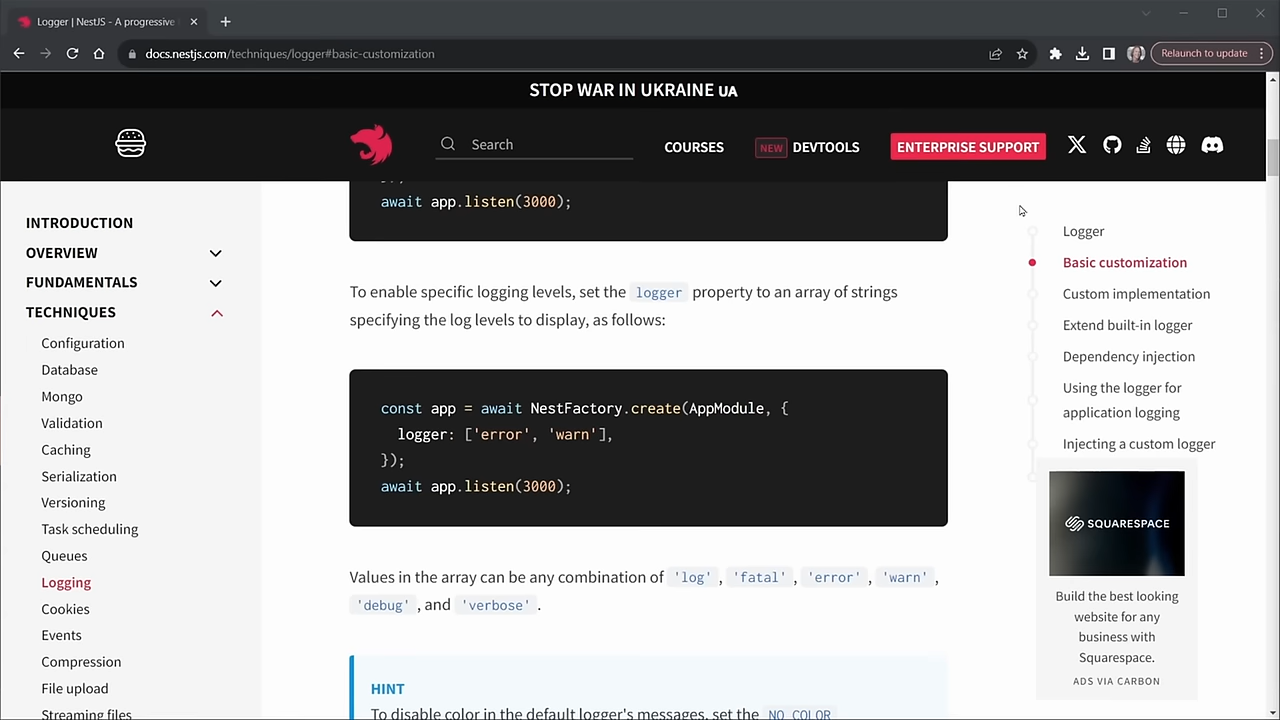 Logger | NestJS - A progressive
docs.nestjs.com/techniques/logger#basic-customization
Relaunch to update
STOP WAR IN UKRAINE UA
Search
COURSES
NEW DEVTOOLS
ENTERPRISE SUPPORT
INTRODUCTION
OVERVIEW
FUNDAMENTALS
TECHNIQUES
Configuration
Database
Mongo
Validation
Caching
Serialization
Versioning
Task scheduling
Queues
Logging
Cookies
Events
Compression
File upload
Streaming files
await app.listen(3000);
To enable specific logging levels, set the logger property to an array of strings
specifying the log levels to display, as follows:
const app = await NestFactory.create(AppModule, {
logger: ['error', 'warn'],
});
await app.listen(3000);
Values in the array can be any combination of 'log', 'fatal', 'error', 'warn',
'debug', and 'verbose'.
HINT
To disable color in the default logger's messages, set the NO_COLOR
Logger
Basic customization
Custom implementation
Extend built-in logger
Dependency injection
Using the logger for
application logging
Injecting a custom logger
SQUARESPACE
Build the best looking
website for any
business with
Squarespace.
ADS VIA CARBON